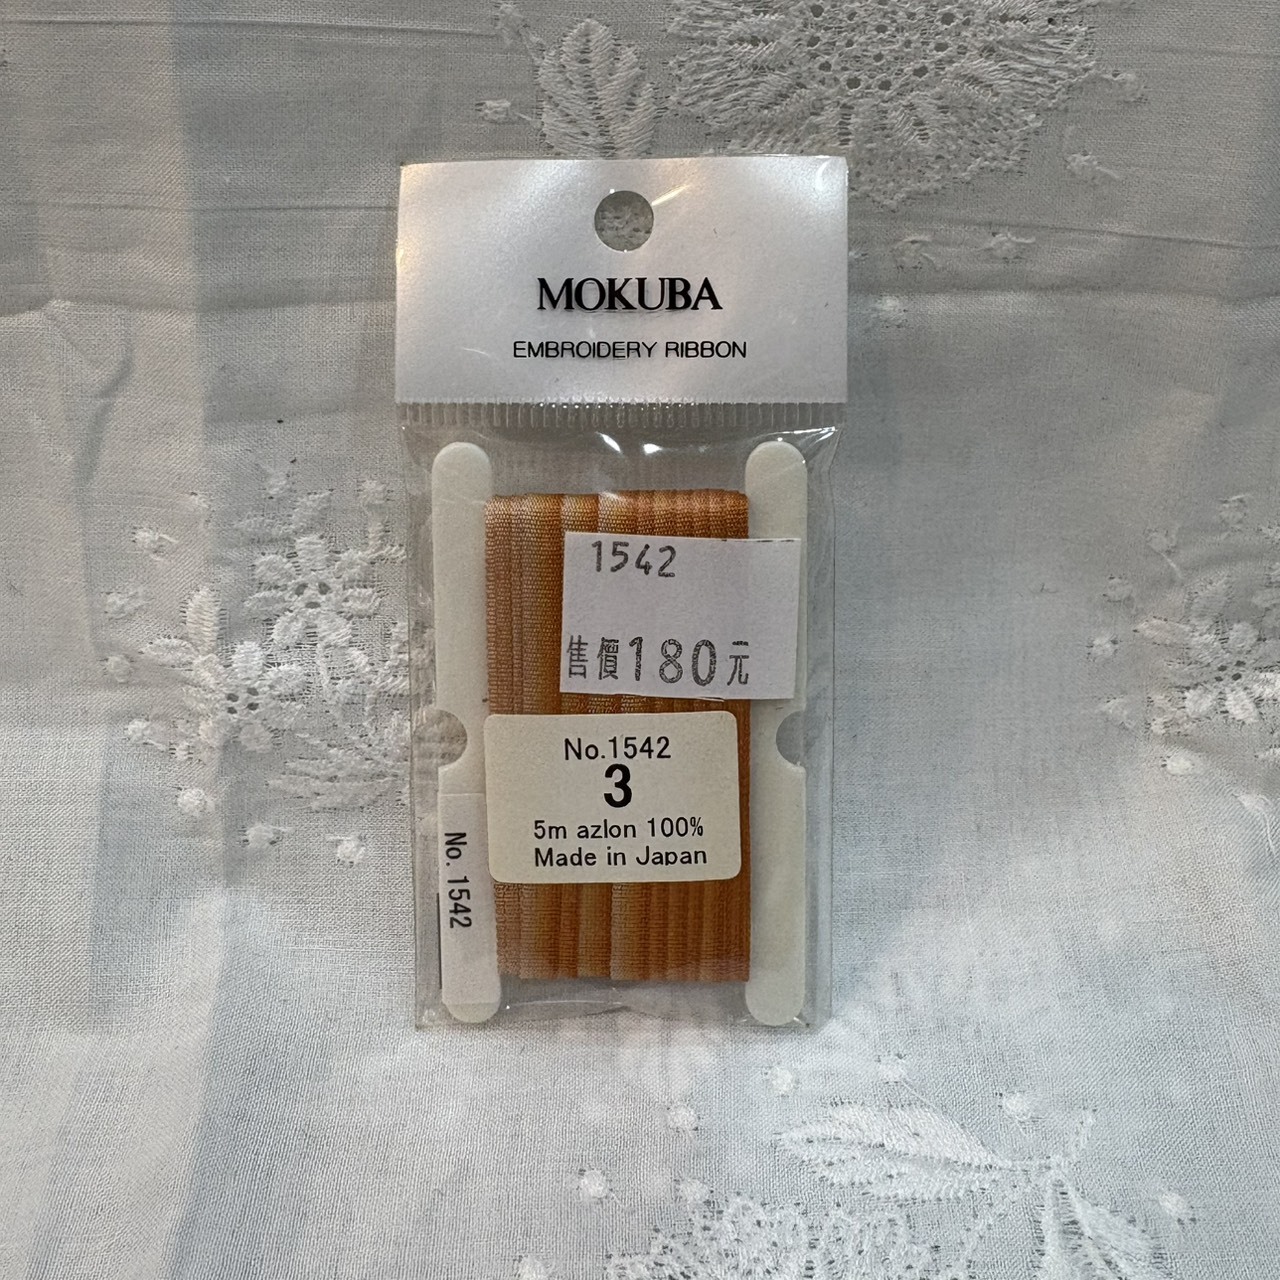 MOKUBA
EMBROIDERY RIBBON
1542
售價180元
No.1542
3
5m azlon 100%
Made in Japan
No. 1542